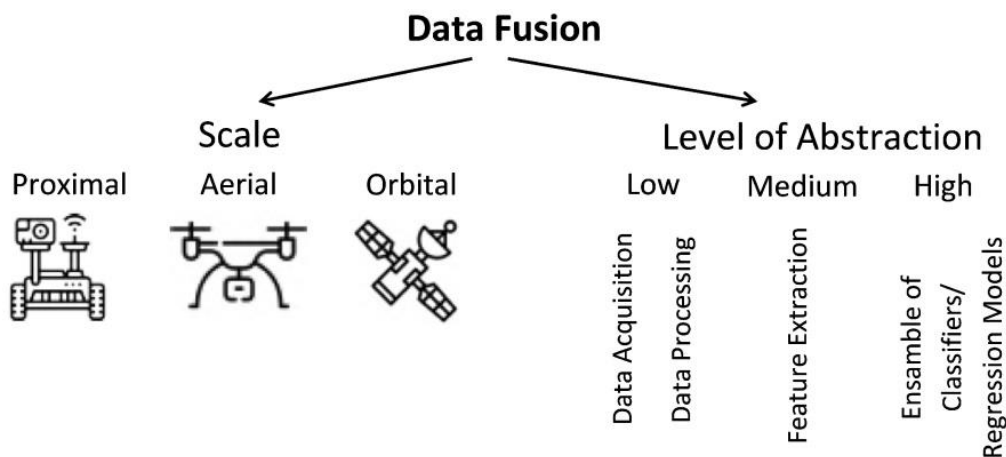 Data Fusion
Scale
Level of Abstraction
Proximal
Aerial
Orbital
Low
Medium
High
Data Acquisition
Data Processing
Feature Extraction
Ensamble of
Classifiers/
Regression Models